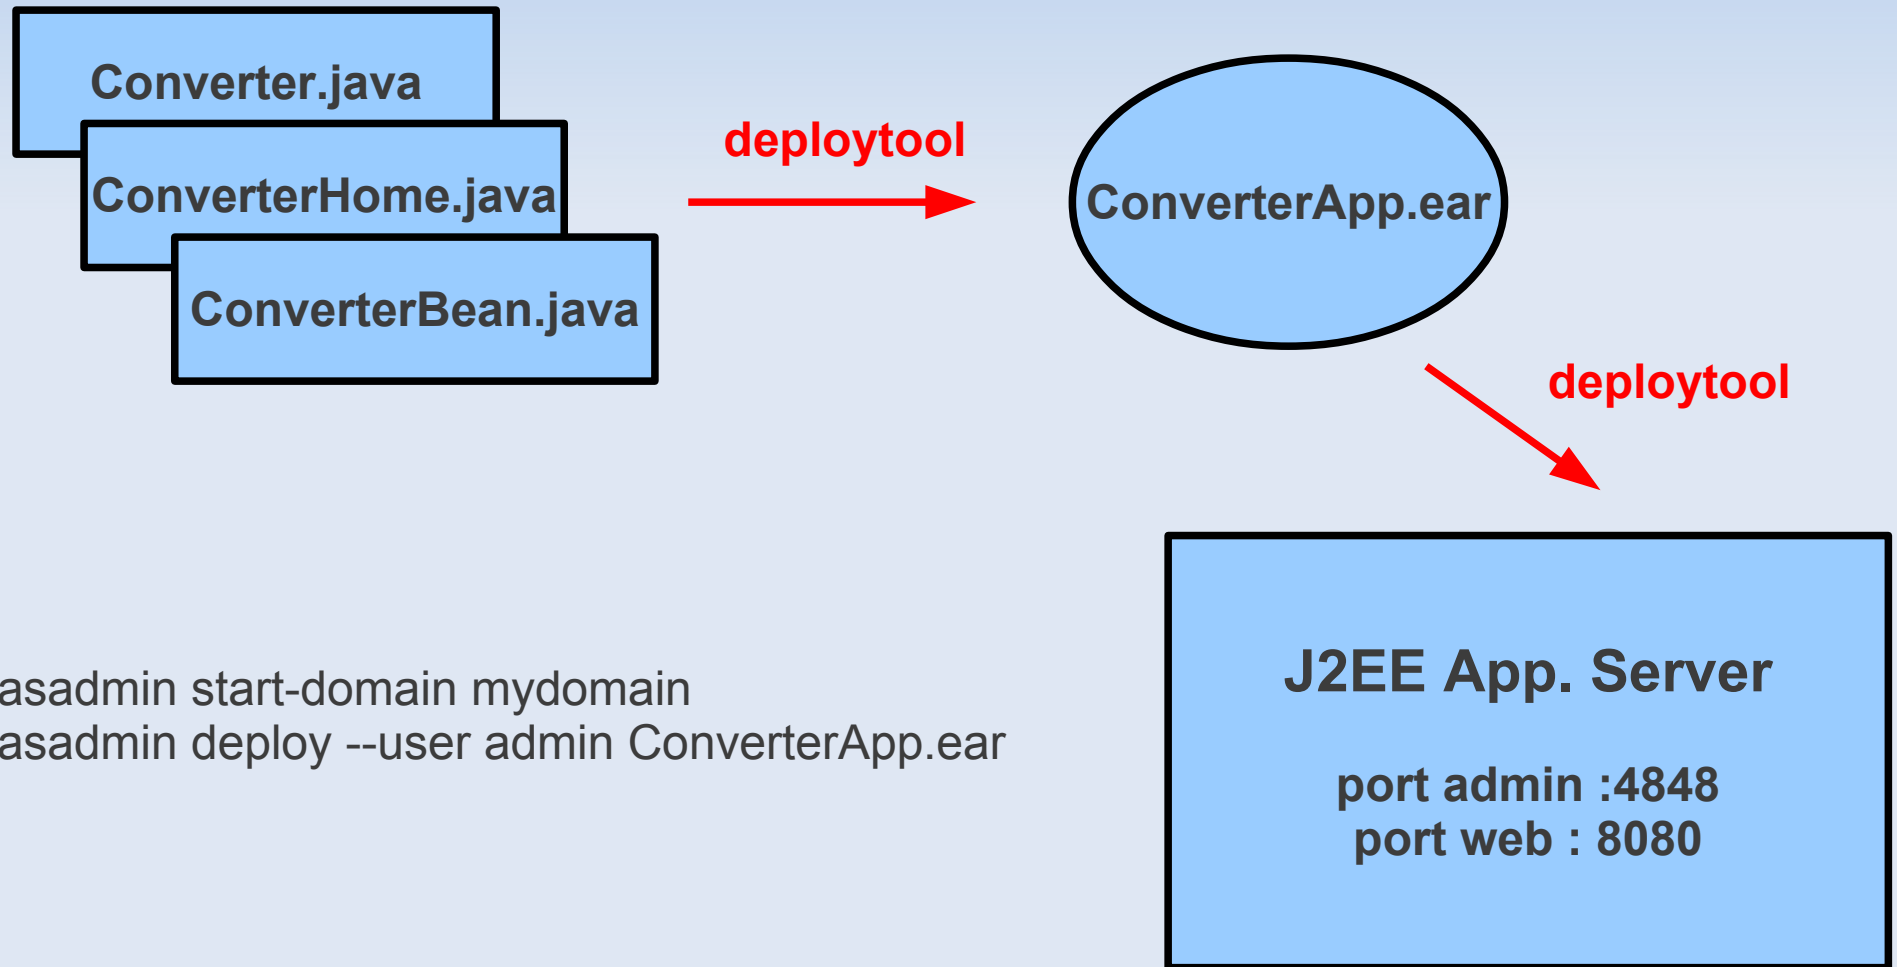 Converter.java
ConverterHome.java
ConverterBean.java
deploytool
ConverterApp.ear
deploytool
asadmin start-domain mydomain
asadmin deploy --user admin ConverterApp.ear
J2EE App. Server
port admin :4848
port web : 8080